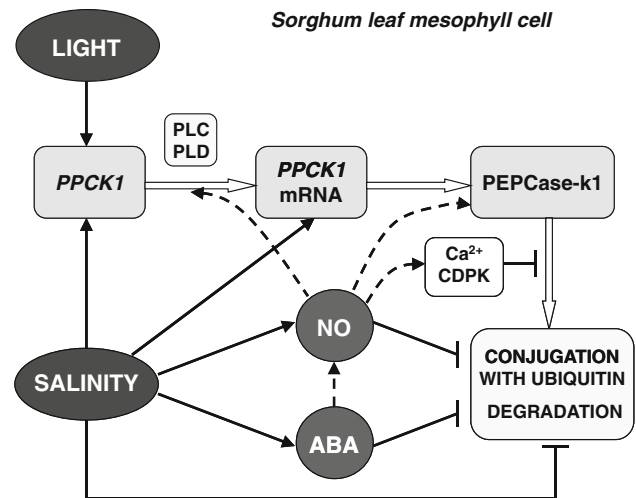 Sorghum leaf mesophyll cell
LIGHT
PLC
PLD
PPCK1
PPCK1
mRNA
PEPCase-k1
Ca²⁺
CDPK
NO
CONJUGATION
WITH UBIQUITIN
DEGRADATION
SALINITY
ABA